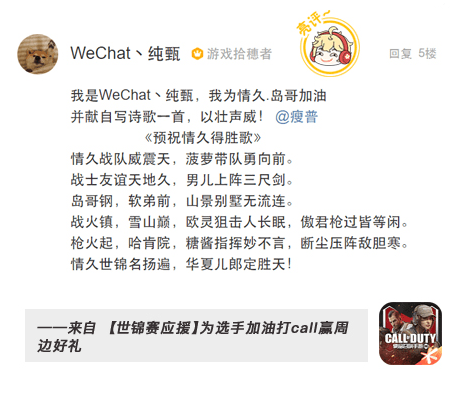 亮评~
WeChat丶纯甄 游戏拾穗者
回复 5楼
我是WeChat丶纯甄，我为情久.岛哥加油
并献自写诗歌一首，以壮声威！@瘦普
《预祝情久得胜歌》
情久战队威震天，菠萝带队勇向前。
战士友谊天地久，男儿上阵三尺剑。
岛哥钢，软弟前，山景别墅无流连。
战火镇，雪山巅，欧灵狙击人长眠，傲君枪过皆等闲。
枪火起，哈肯院，糖酱指挥妙不言，断尘压阵敌胆寒。
情久世锦名扬遍，华夏儿郎定胜天！
——来自 【世锦赛应援】为选手加油打call赢周
边好礼
CALL OF DUTY